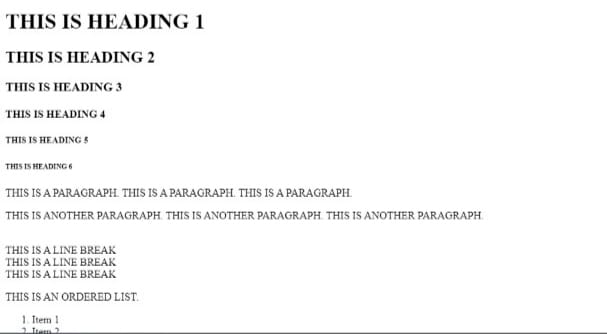 THIS IS HEADING 1
THIS IS HEADING 2
THIS IS HEADING 3
THIS IS HEADING 4
THIS IS HEADING 5
THIS IS HEADING 6
THIS IS A PARAGRAPH. THIS IS A PARAGRAPH. THIS IS A PARAGRAPH.
THIS IS ANOTHER PARAGRAPH. THIS IS ANOTHER PARAGRAPH. THIS IS ANOTHER PARAGRAPH.
THIS IS A LINE BREAK
THIS IS A LINE BREAK
THIS IS A LINE BREAK
THIS IS AN ORDERED LIST.
1. Item 1
2. Item 2